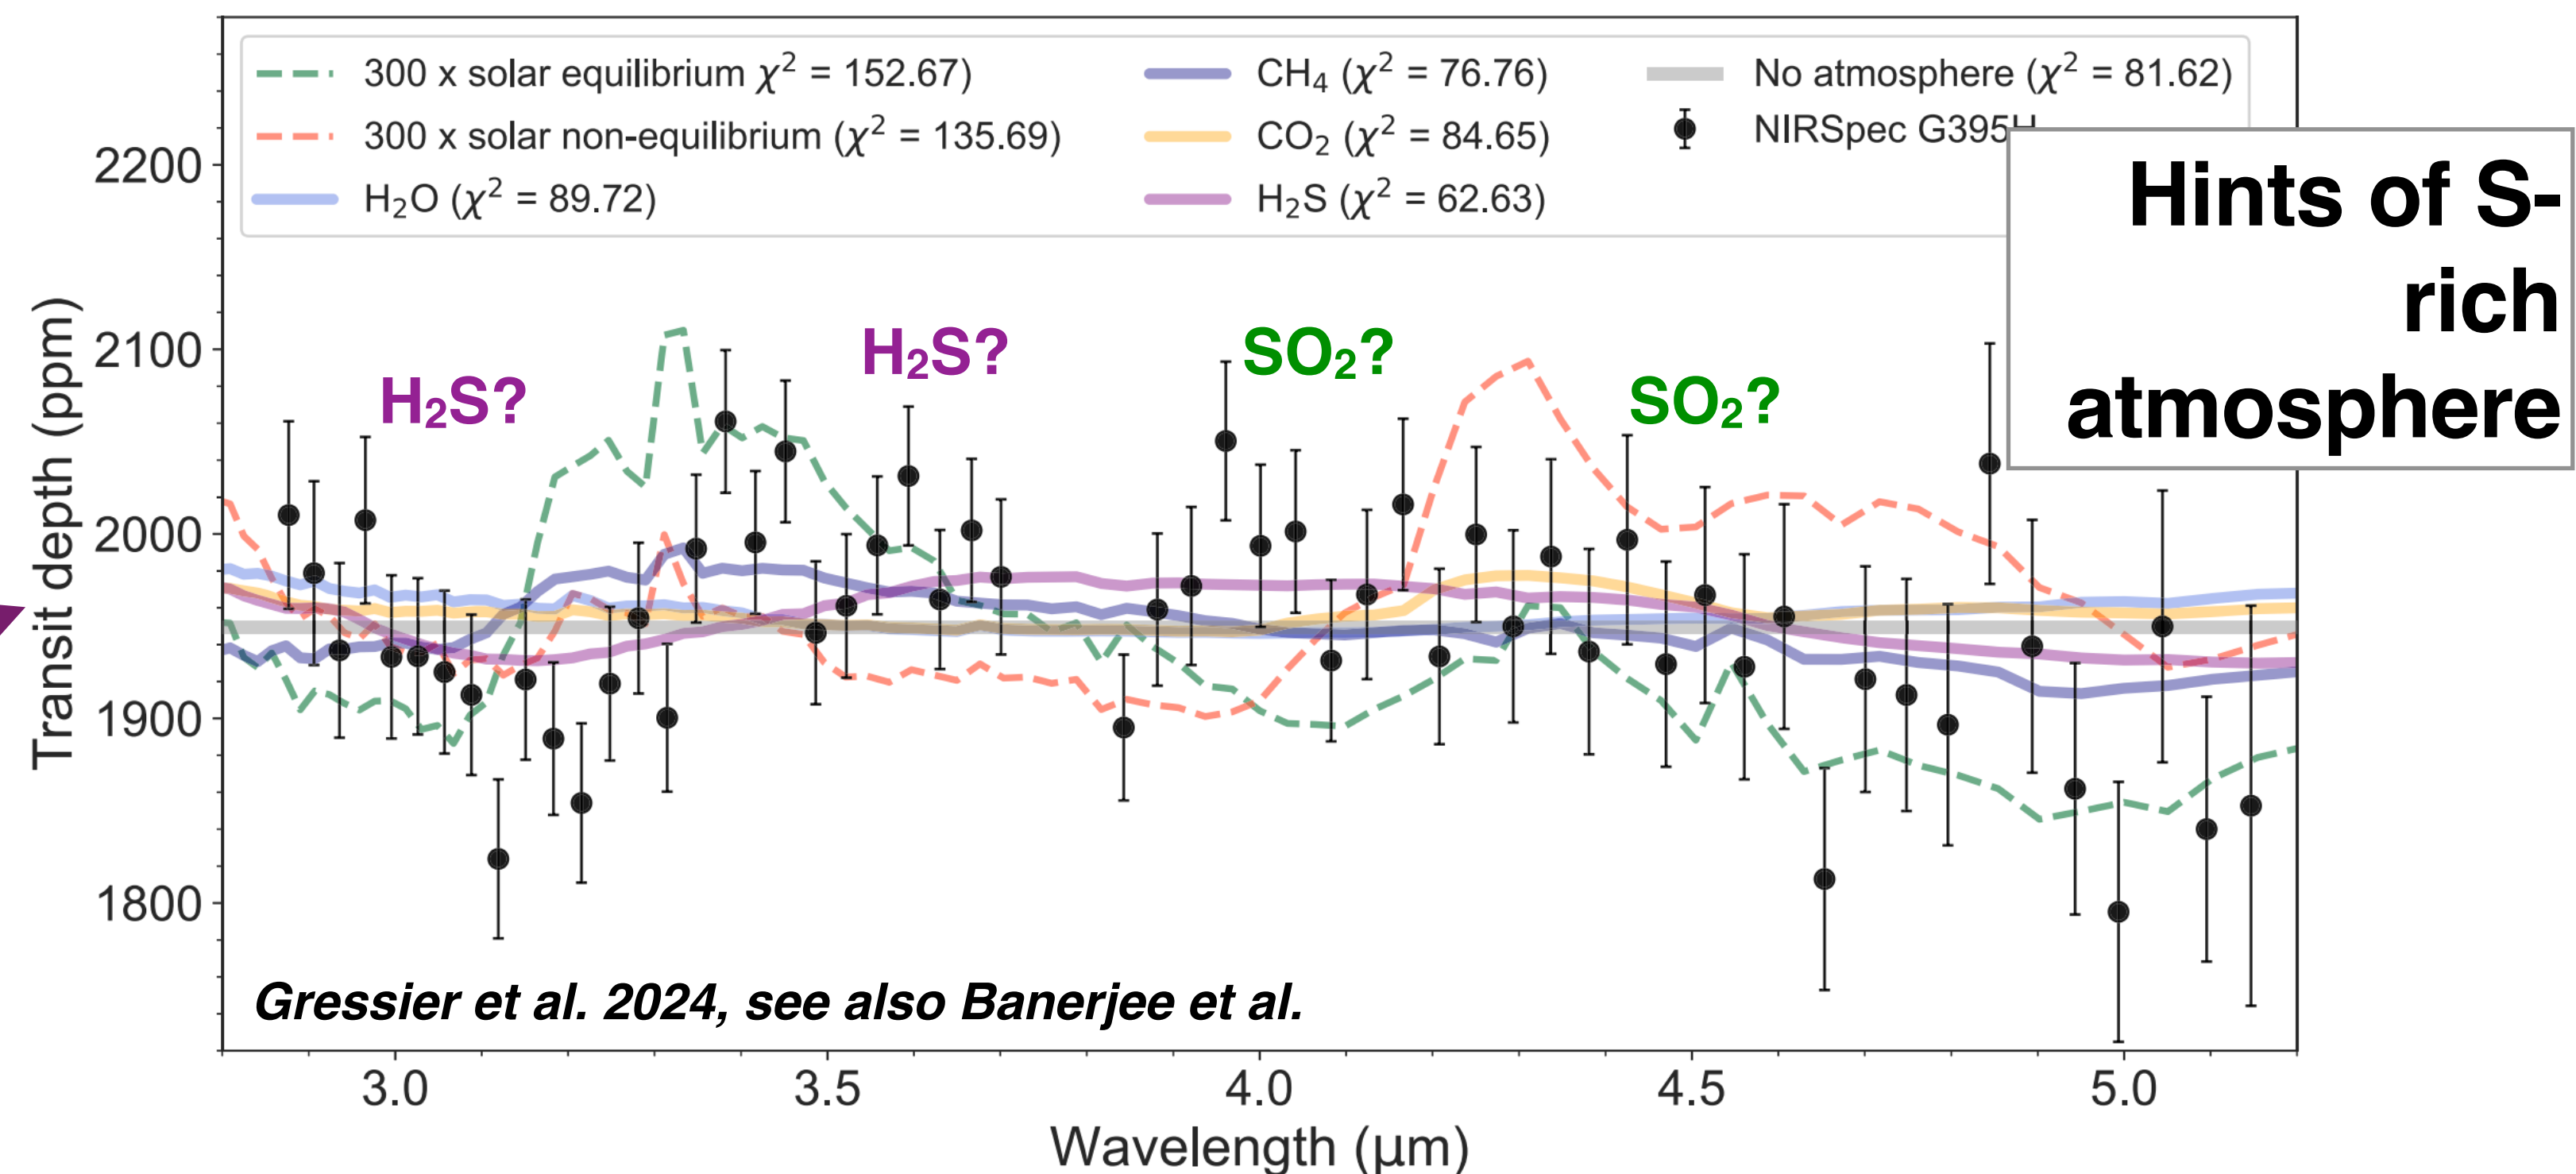 300 x solar equilibrium χ² = 152.67)
300 x solar non-equilibrium (χ² = 135.69)
H₂O (χ² = 89.72)
CH₄ (χ² = 76.76)
CO₂ (χ² = 84.65)
H₂S (χ² = 62.63)
No atmosphere (χ² = 81.62)
NIRSpec G395H
Hints of S-
rich
atmosphere
H₂S?
H₂S?
SO₂?
SO₂?
Transit depth (ppm)
2200
2100
2000
1900
1800
Gressier et al. 2024, see also Banerjee et al.
3.0 3.5 4.0 4.5 5.0
Wavelength (μm)